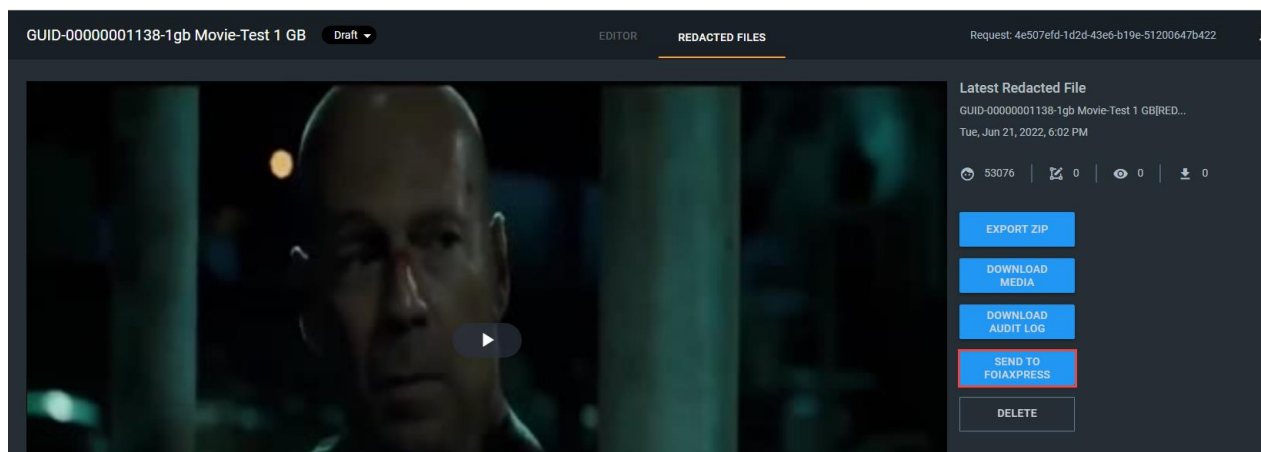 GUID-00000001138-1gb Movie-Test 1 GB Draft EDITOR REDACTED FILES Request: 4e507efd-1d2d-43e6-b19e-51200647b422
Latest Redacted File
GUID-00000001138-1gb Movie-Test 1 GB[RED...
Tue, Jun 21, 2022, 6:02 PM
53076 0 0 0
EXPORT ZIP
DOWNLOAD
MEDIA
DOWNLOAD
AUDIT LOG
SEND TO
FOIAXPRESS
DELETE